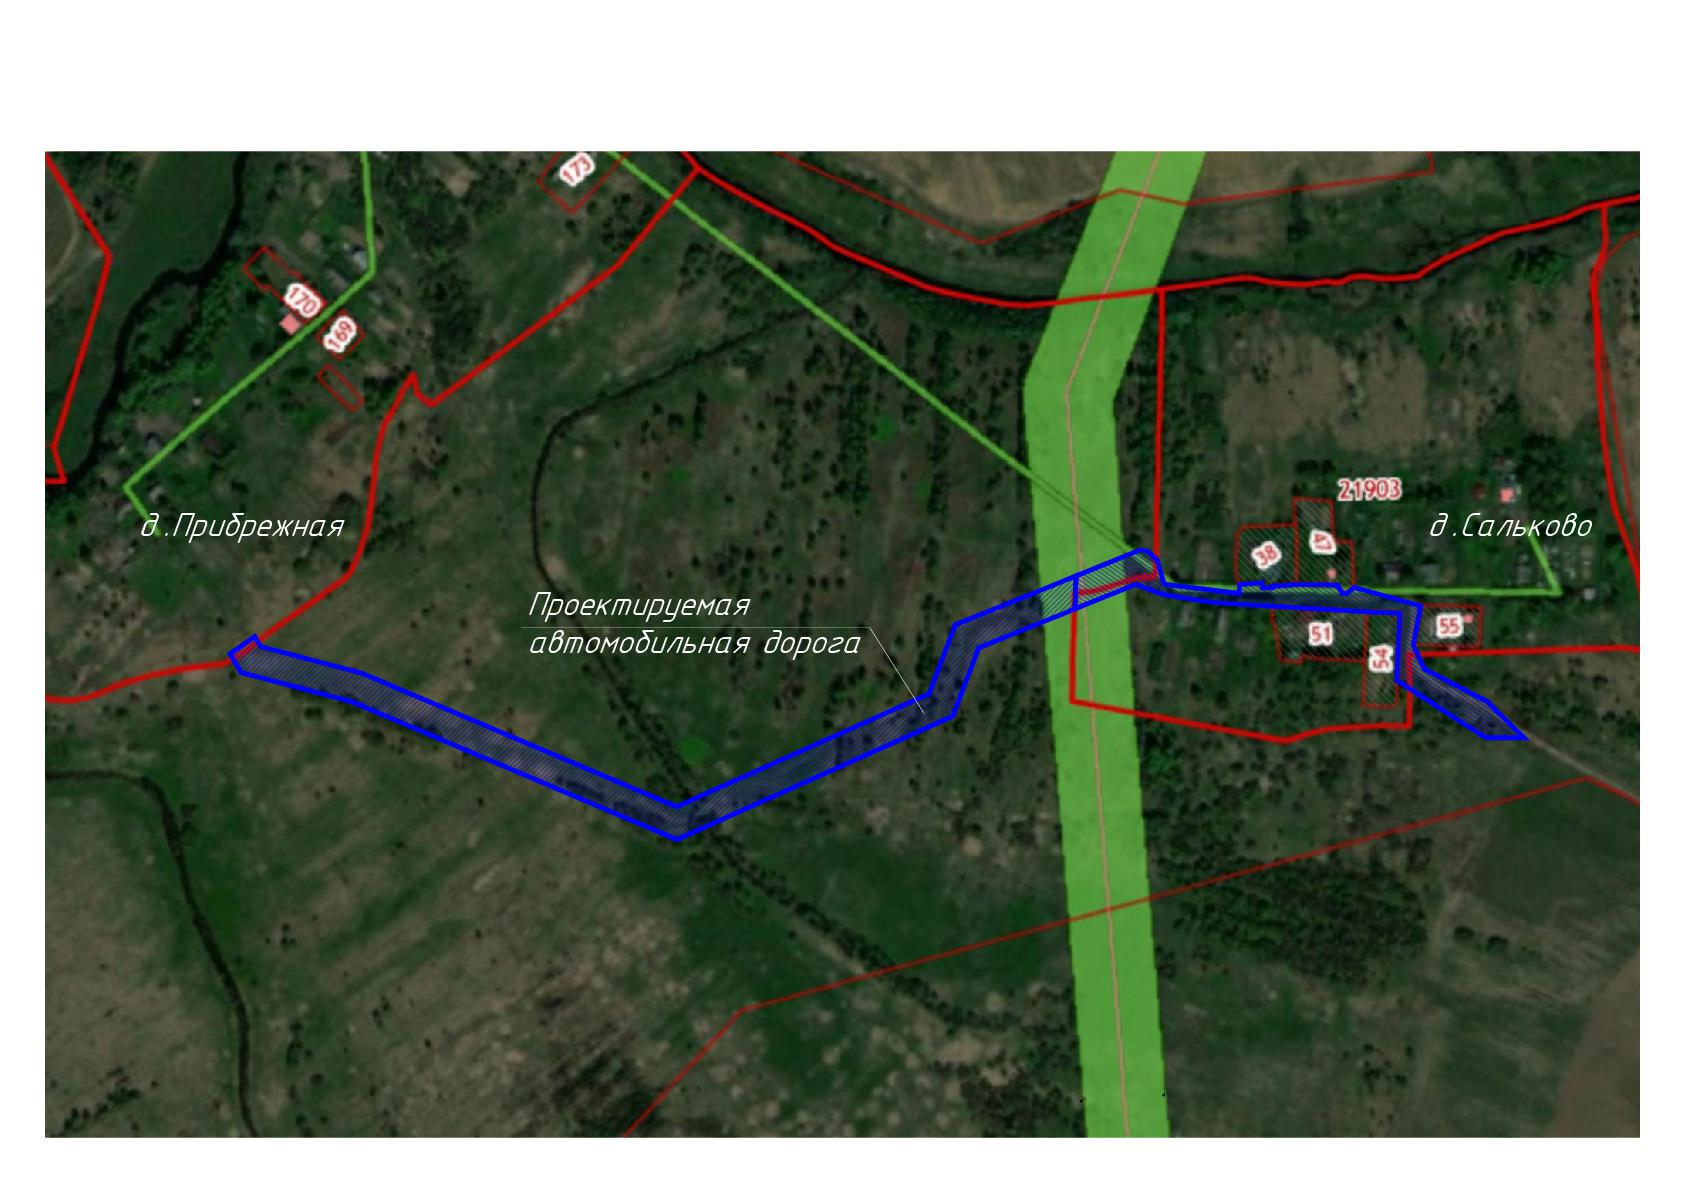 173
170
169
21903
д.Прибрежная
д.Сальково
38
47
Проектируемая
автомобильная дорога
51
54
55